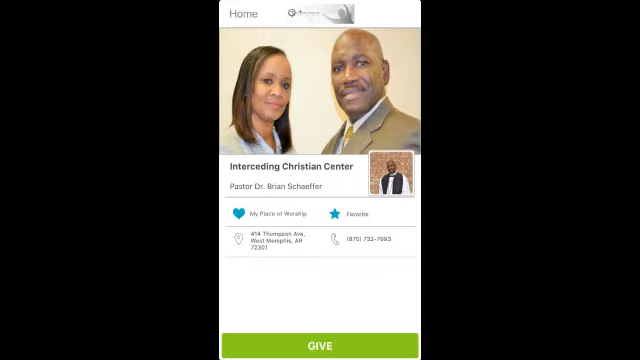 Home
Interceding Christian Center
Pastor Dr. Brian Schaeffer
My Place of Worship
Favorite
414 Thompson Ave,
West Memphis, AR
72301
(870) 732-7993
GIVE